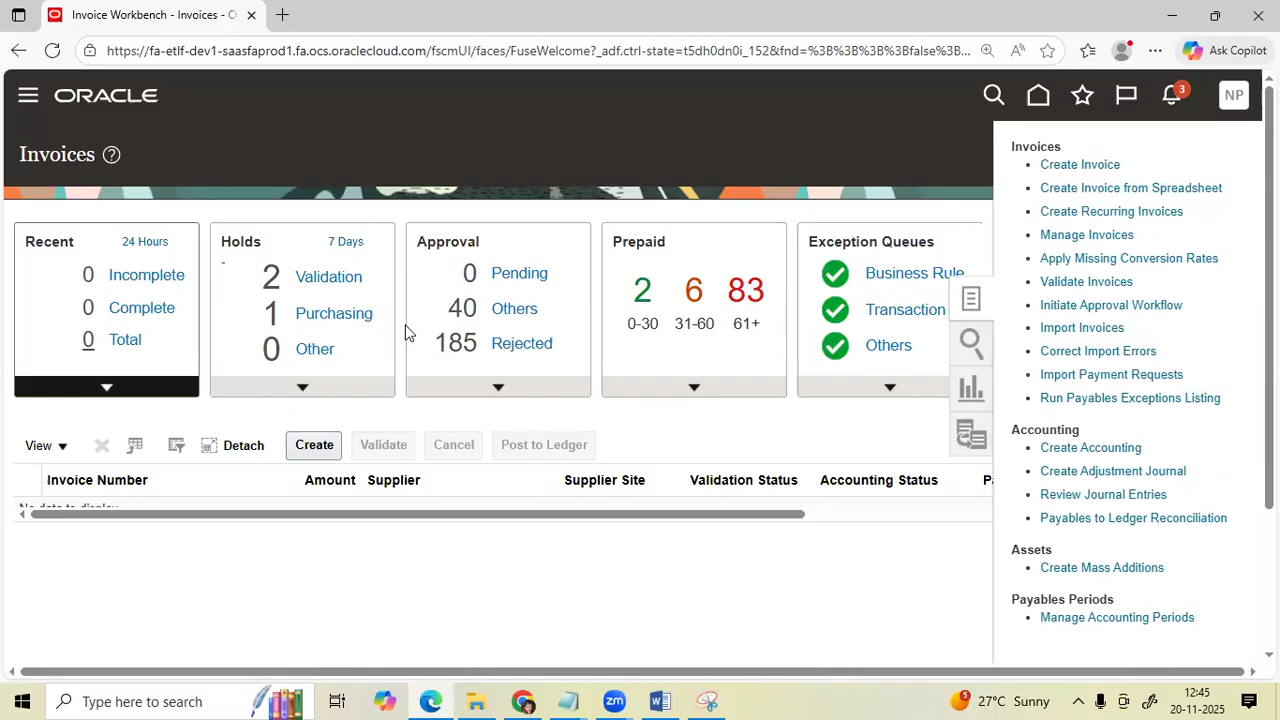 Invoice Workbench - Invoices - O
https://fa-etlf-dev1-saasfaprod1.fa.ocs.oraclecloud.com/fscmUI/faces/FuseWelcome?_adf.ctrl-state=t5dh0dn0i_152&fnd=%3B%3B%3B%3Bfalse%3B...
Ask Copilot
ORACLE
3
NP
Invoices
Recent
24 Hours
0 Incomplete
0 Complete
0 Total
Holds
7 Days
-
2 Validation
1 Purchasing
0 Other
Approval
0 Pending
40 Others
185 Rejected
Prepaid
2 6 83
0-30 31-60 61+
Exception Queues
Business Rule
Transaction
Others
Invoices
Create Invoice
Create Invoice from Spreadsheet
Create Recurring Invoices
Manage Invoices
Apply Missing Conversion Rates
Validate Invoices
Initiate Approval Workflow
Import Invoices
Correct Import Errors
Import Payment Requests
Run Payables Exceptions Listing
Accounting
Create Accounting
Create Adjustment Journal
Review Journal Entries
Payables to Ledger Reconciliation
Assets
Create Mass Additions
Payables Periods
Manage Accounting Periods
View Detach Create Validate Cancel Post to Ledger
Invoice Number Amount Supplier Supplier Site Validation Status Accounting Status Pa
No data to display
Type here to search
5
27°C Sunny
12:45
20-11-2025